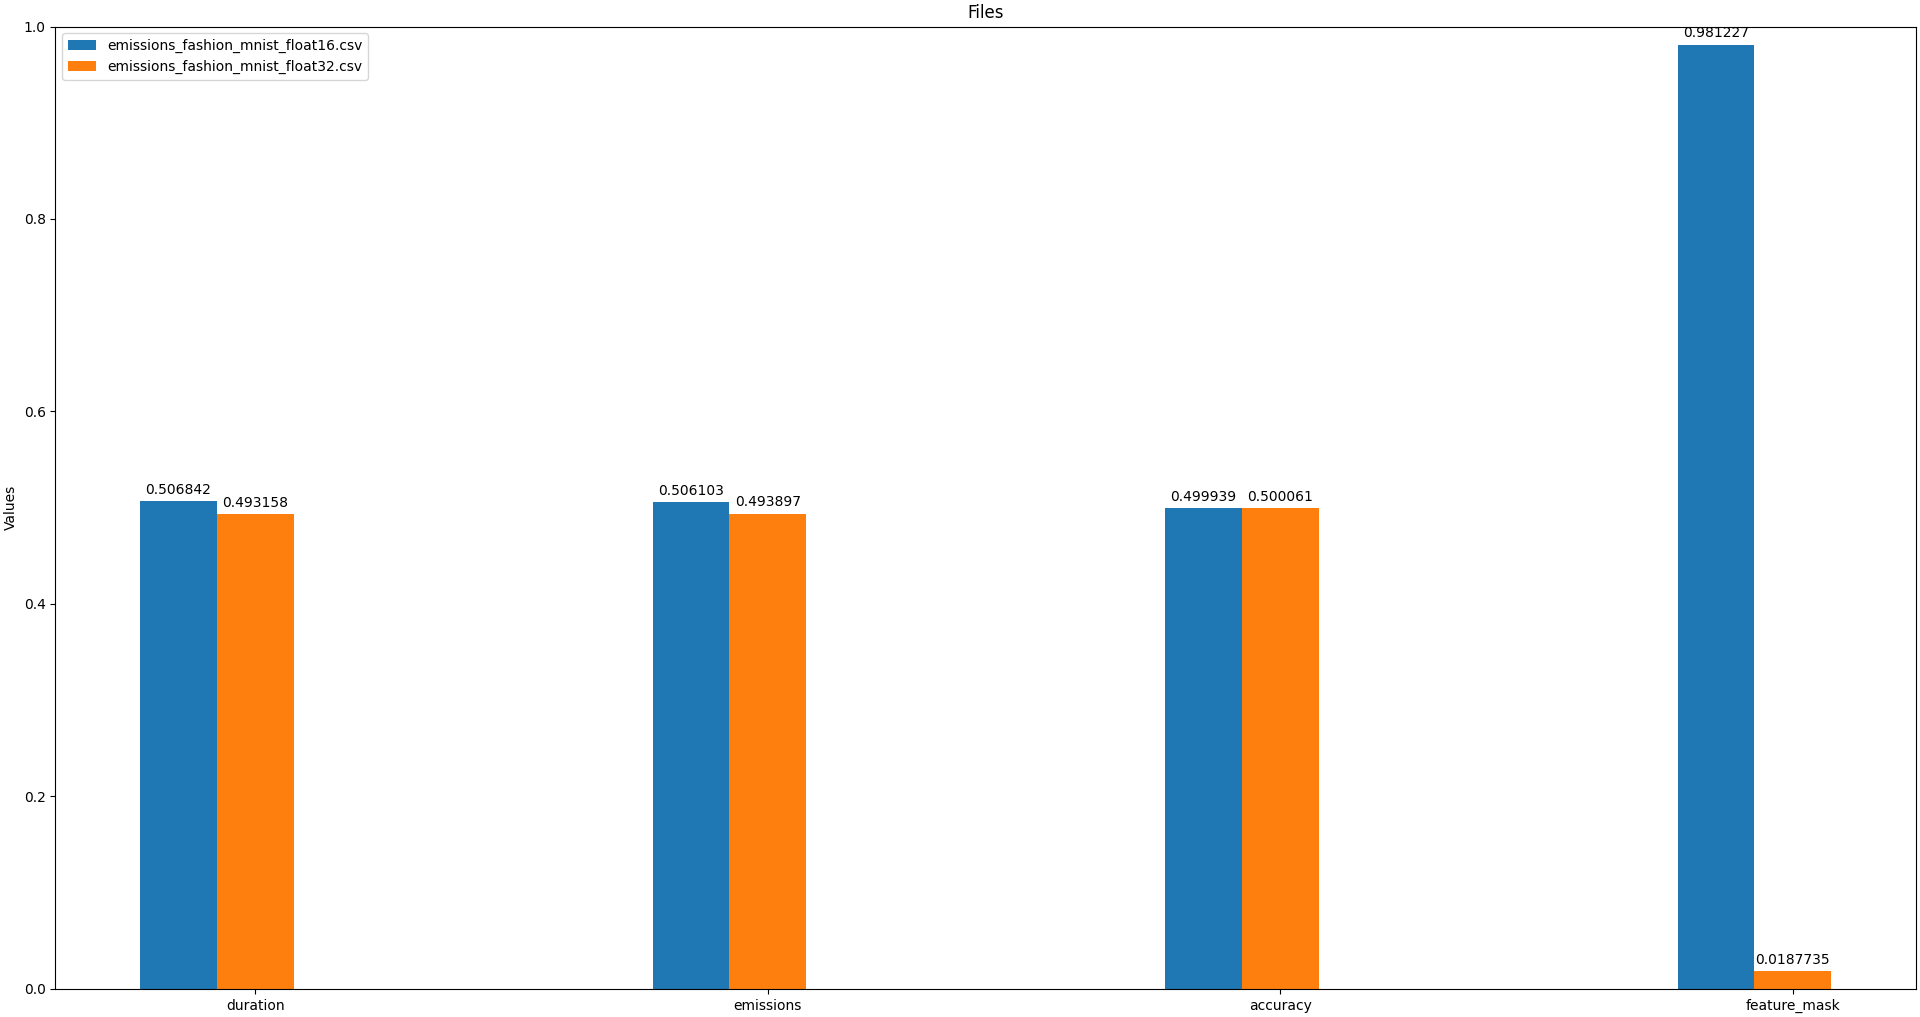 Files
emissions_fashion_mnist_float16.csv
emissions_fashion_mnist_float32.csv
Values
1.0
0.8
0.6
0.4
0.2
0.0
0.506842
0.493158
0.506103
0.493897
0.499939
0.500061
0.981227
0.0187735
duration
emissions
accuracy
feature_mask